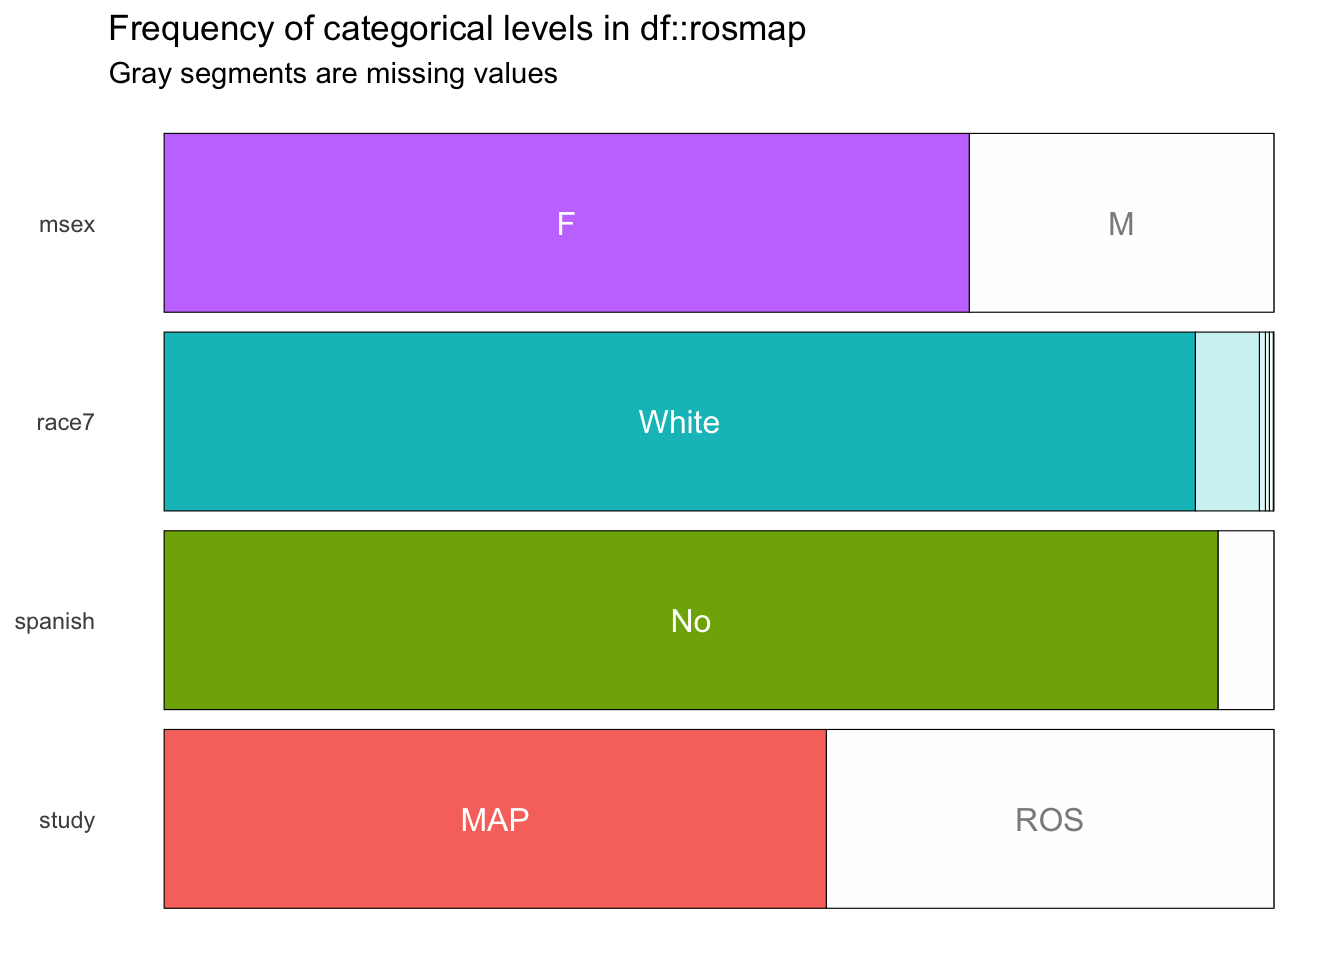 Frequency of categorical levels in df::rosmap
Gray segments are missing values
msex
F
M
race7
White
spanish
No
study
MAP
ROS